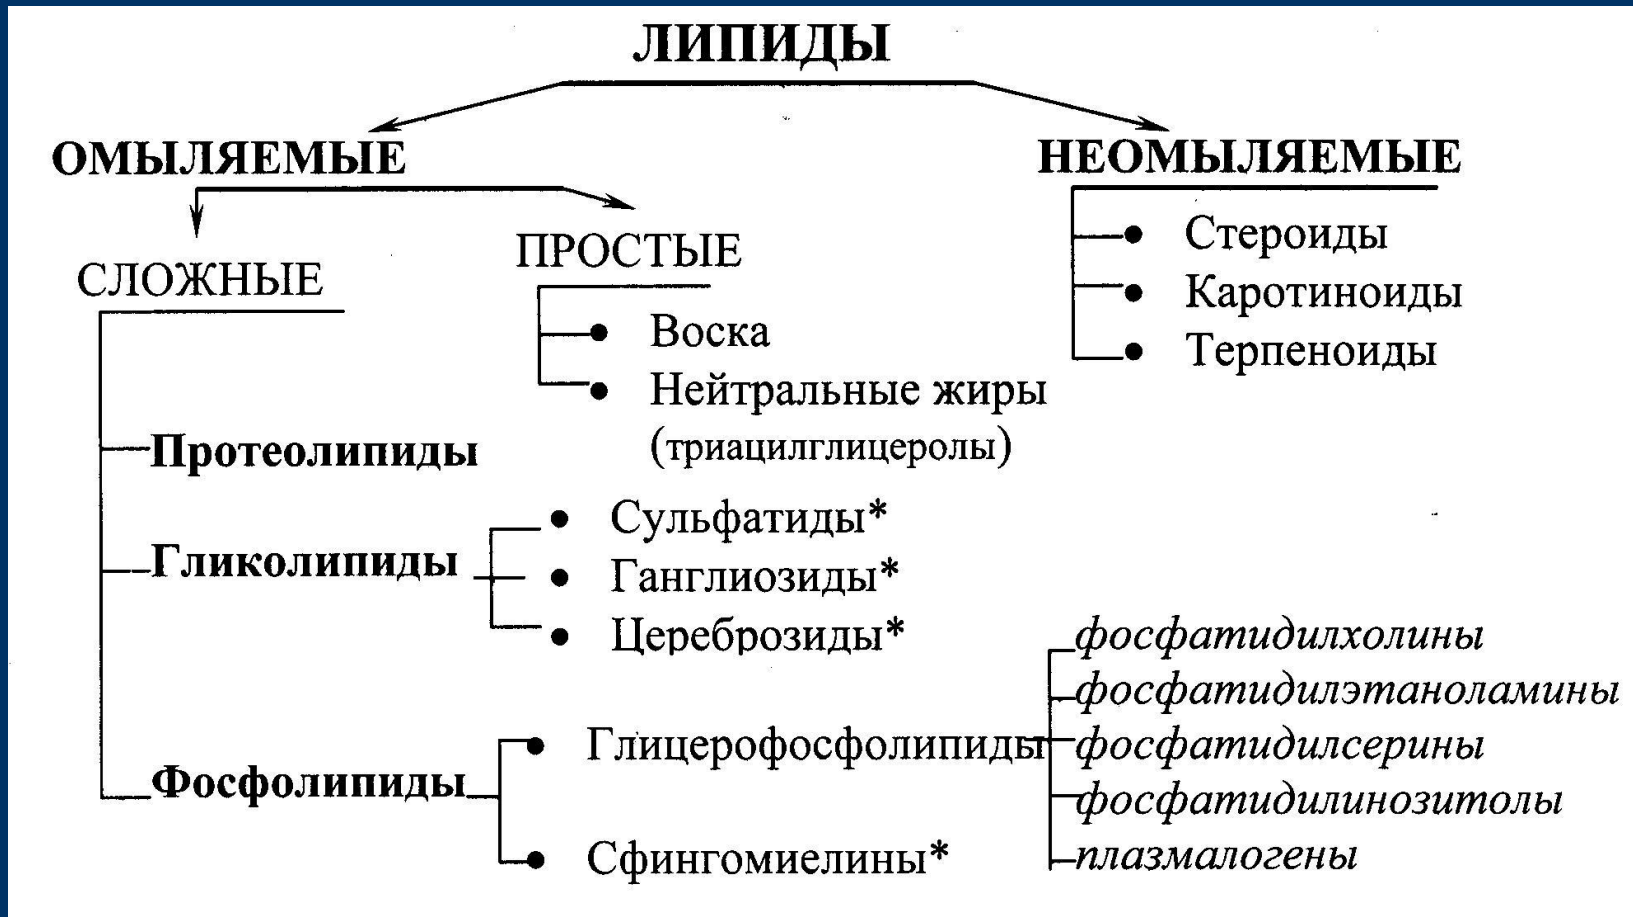 ЛИПИДЫ
ОМЫЛЯЕМЫЕ
НЕОМЫЛЯЕМЫЕ
СЛОЖНЫЕ
ПРОСТЫЕ
• Стероиды
• Каротиноиды
• Терпеноиды
• Воска
• Нейтральные жиры
(триацилглицеролы)
Протеолипиды
Гликолипиды
• Сульфатиды*
• Ганглиозиды*
• Цереброзиды*
Фосфолипиды
• Глицерофосфолипиды
фосфатидилхолины
фосфатидилэтаноламины
фосфатидилсерины
фосфатидилинозитолы
плазмалогены
• Сфингомиелины*